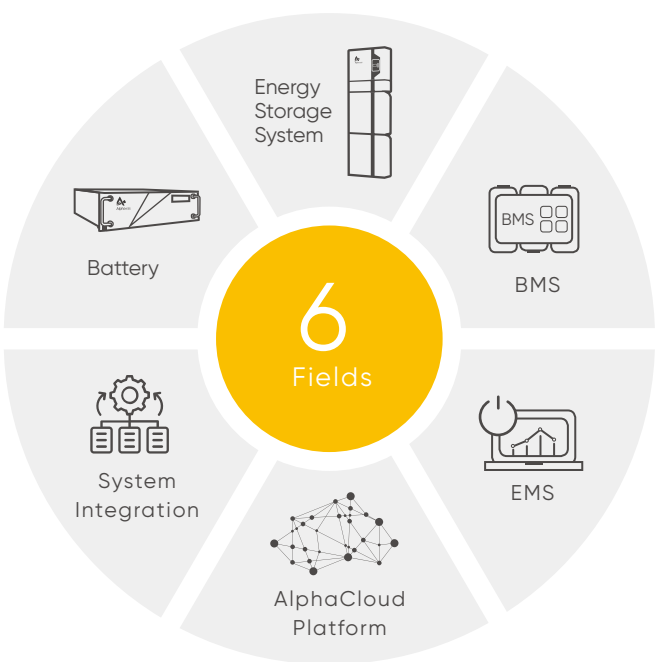 Energy
Storage
System
BMS
BMS
EMS
AlphaCloud
Platform
System
Integration
Battery
6
Fields